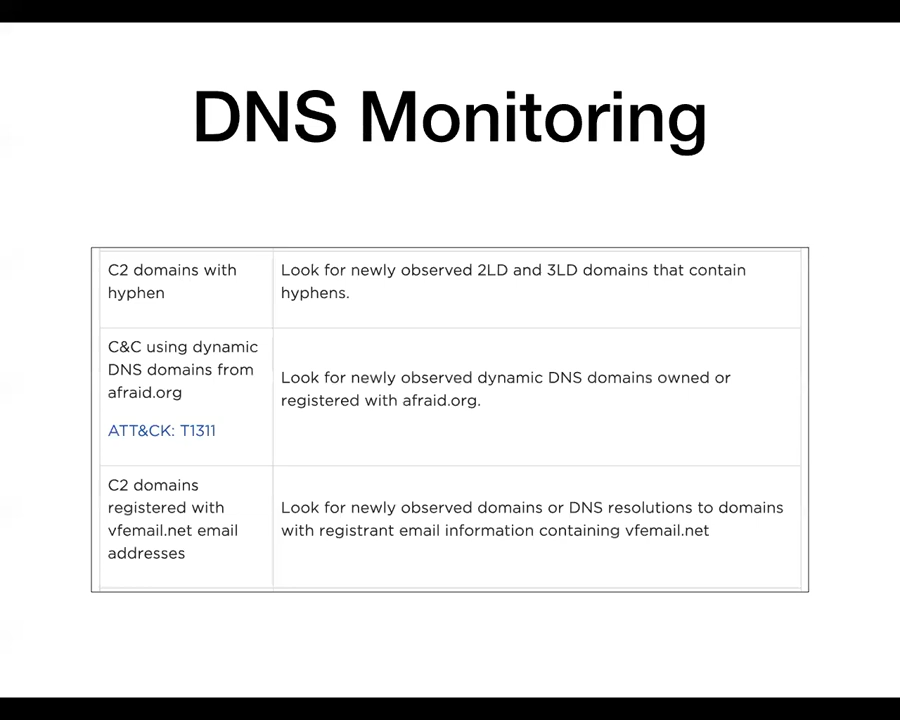 DNS Monitoring
C2 domains with
hyphen
Look for newly observed 2LD and 3LD domains that contain
hyphens.
C&C using dynamic
DNS domains from
afraid.org
ATT&CK: T1311
Look for newly observed dynamic DNS domains owned or
registered with afraid.org.
C2 domains
registered with
vfemail.net email
addresses
Look for newly observed domains or DNS resolutions to domains
with registrant email information containing vfemail.net